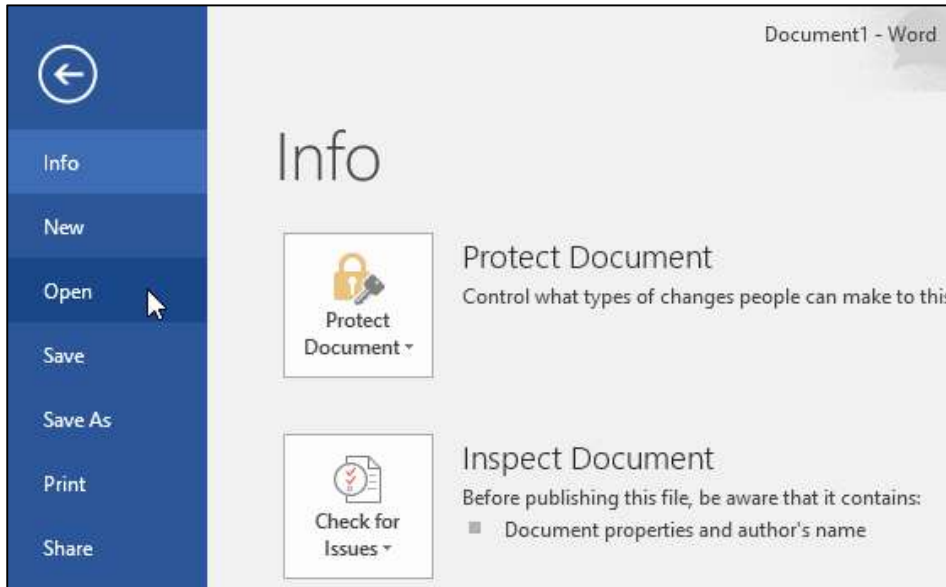 Document1 - Word
Info
New
Open
Save
Save As
Print
Share
Info
Protect
Document
Protect Document
Control what types of changes people can make to this
Check for
Issues
Inspect Document
Before publishing this file, be aware that it contains:
Document properties and author's name